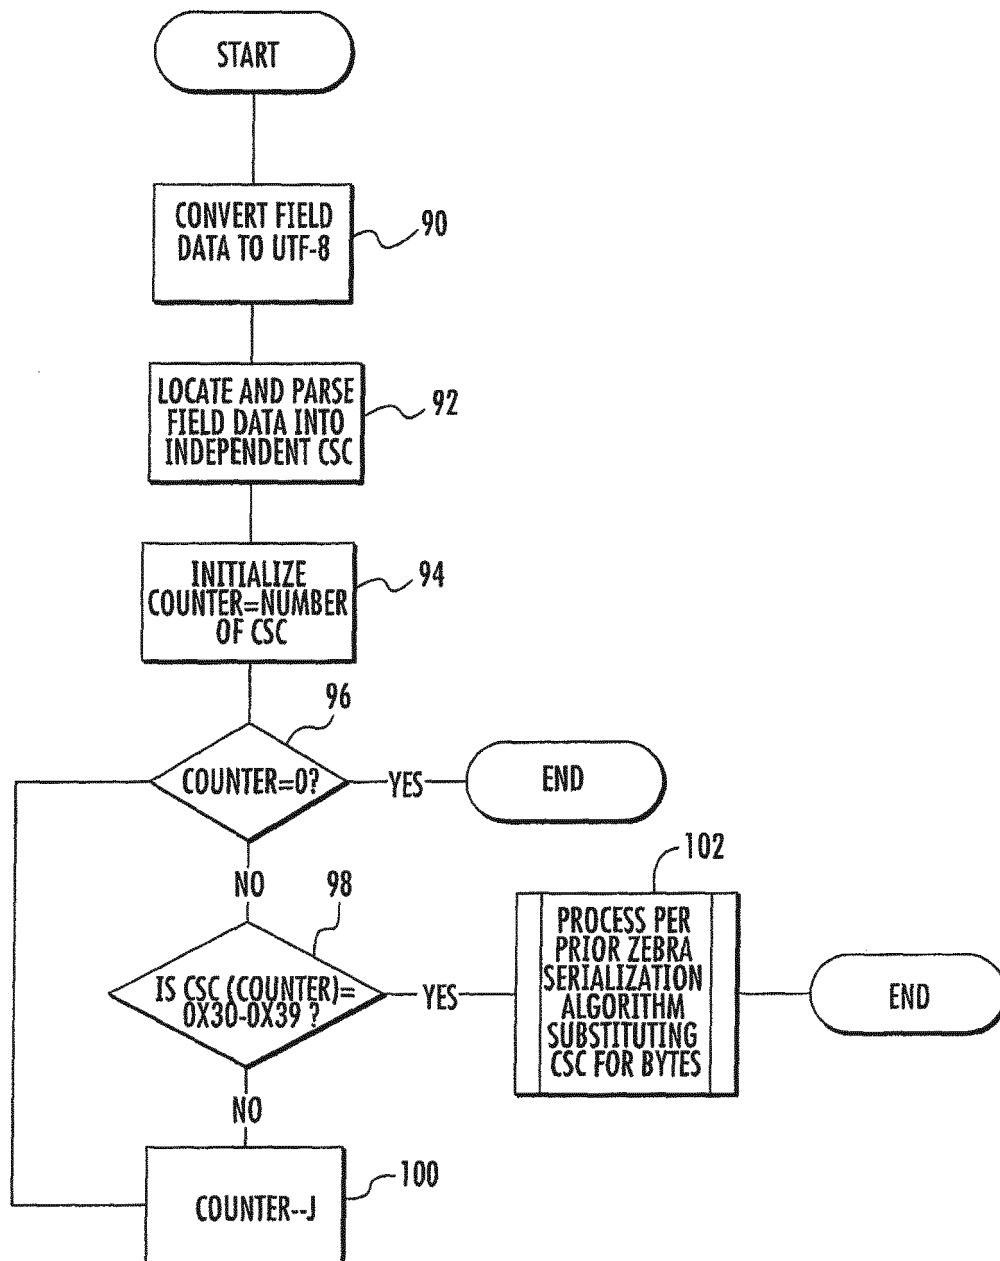 START
CONVERT FIELD
DATA TO UTF-8
90
LOCATE AND PARSE
FIELD DATA INTO
INDEPENDENT CSC
92
INITIALIZE
COUNTER=NUMBER
OF CSC
94
96
COUNTER=0?
YES
END
NO
98
IS CSC (COUNTER)=
0X30-0X39 ?
YES
102
PROCESS PER
PRIOR ZEBRA
SERIALIZATION
ALGORITHM
SUBSTITUTING
CSC FOR BYTES
END
NO
COUNTER--J
100